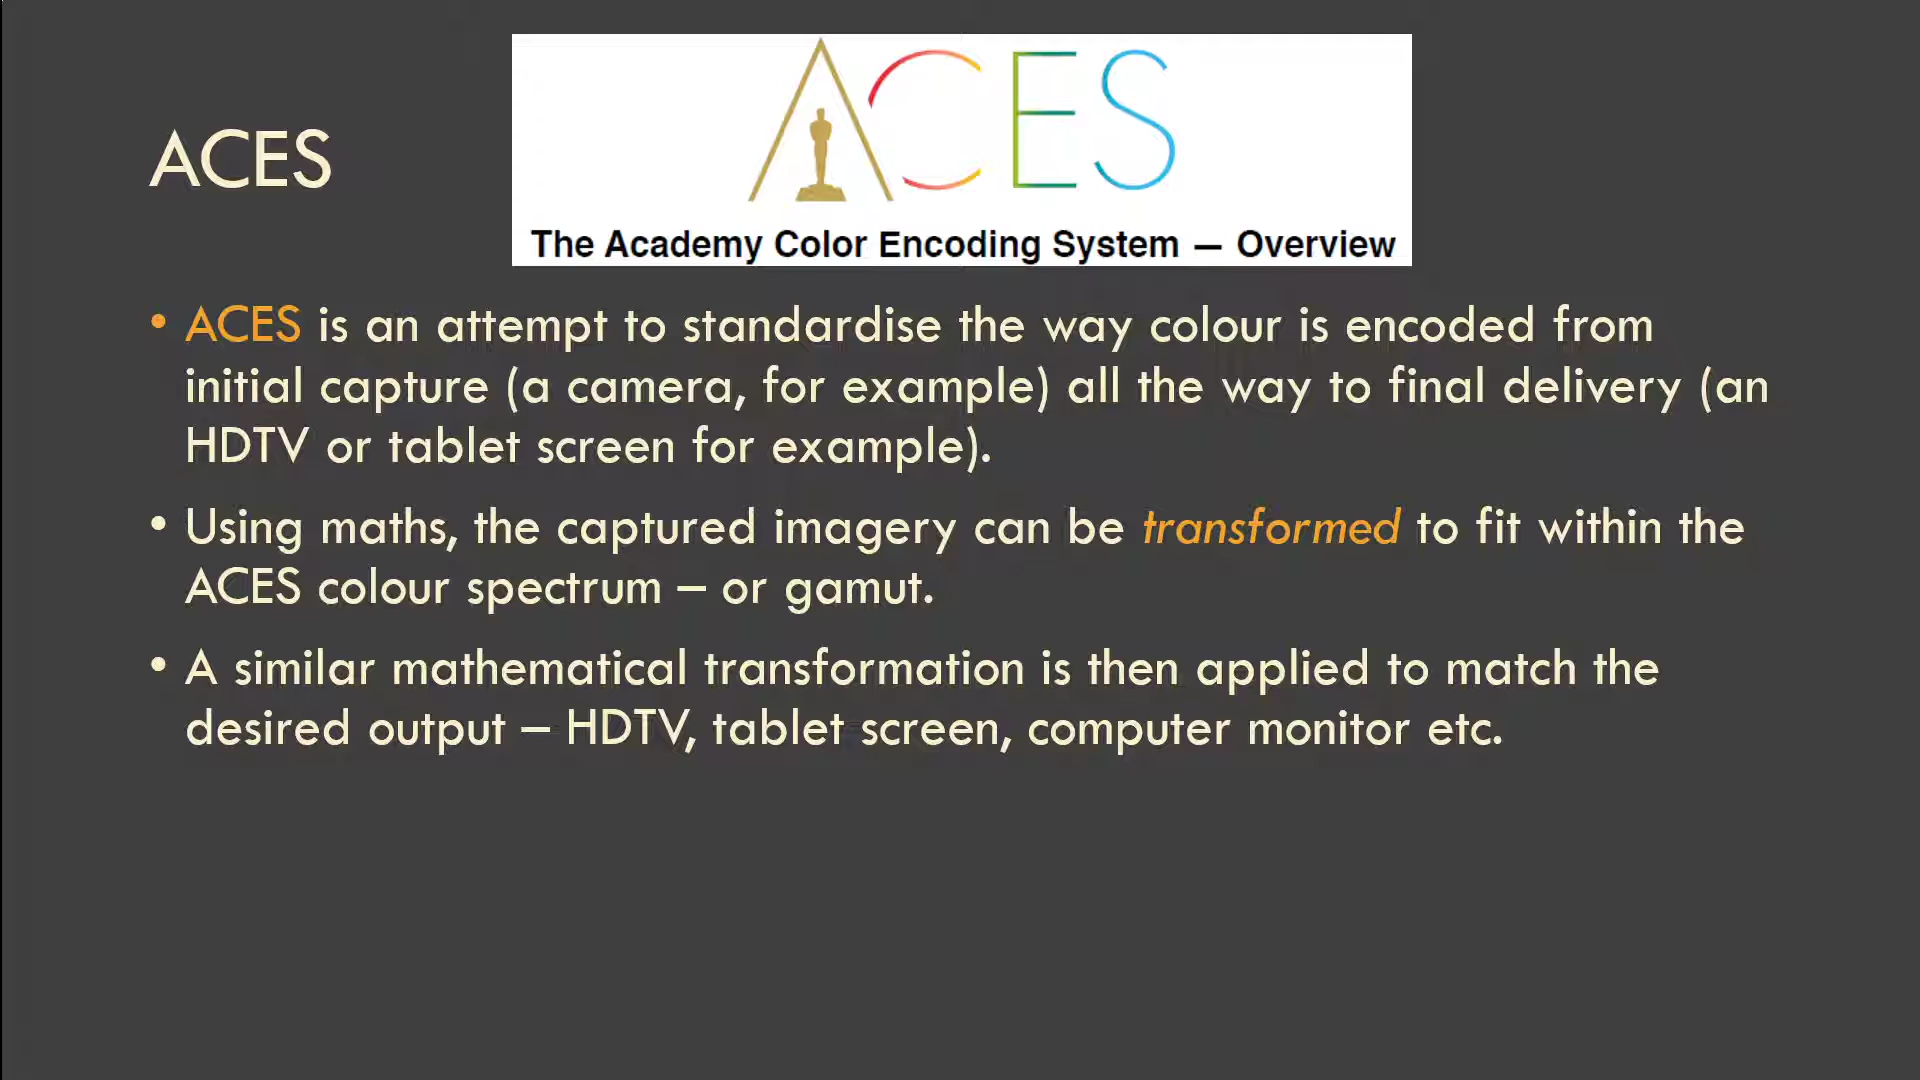 ACES
ACES
The Academy Color Encoding System — Overview
• ACES is an attempt to standardise the way colour is encoded from
initial capture (a camera, for example) all the way to final delivery (an
HDTV or tablet screen for example).
• Using maths, the captured imagery can be transformed to fit within the
ACES colour spectrum – or gamut.
• A similar mathematical transformation is then applied to match the
desired output – HDTV, tablet screen, computer monitor etc.